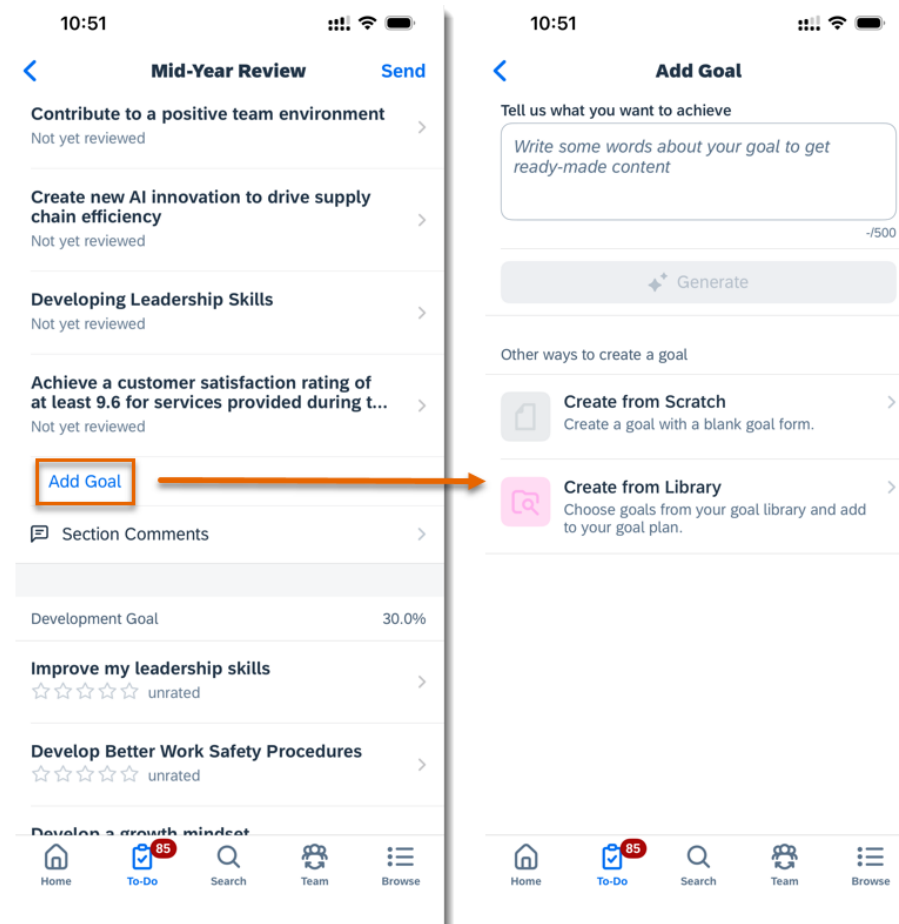 10:51
Mid-Year Review
Send
Contribute to a positive team environment
Not yet reviewed
Create new AI innovation to drive supply
chain efficiency
Not yet reviewed
Developing Leadership Skills
Not yet reviewed
Achieve a customer satisfaction rating of
at least 9.6 for services provided during t...
Not yet reviewed
Add Goal
Section Comments
Development Goal
30.0%
Improve my leadership skills
unrated
Develop Better Work Safety Procedures
unrated
Develop a growth mindset
85
Home
To-Do
Search
Team
Browse
10:51
Add Goal
Tell us what you want to achieve
Write some words about your goal to get
ready-made content
-/500
Generate
Other ways to create a goal
Create from Scratch
Create a goal with a blank goal form.
Create from Library
Choose goals from your goal library and add
to your goal plan.
85
Home
To-Do
Search
Team
Browse